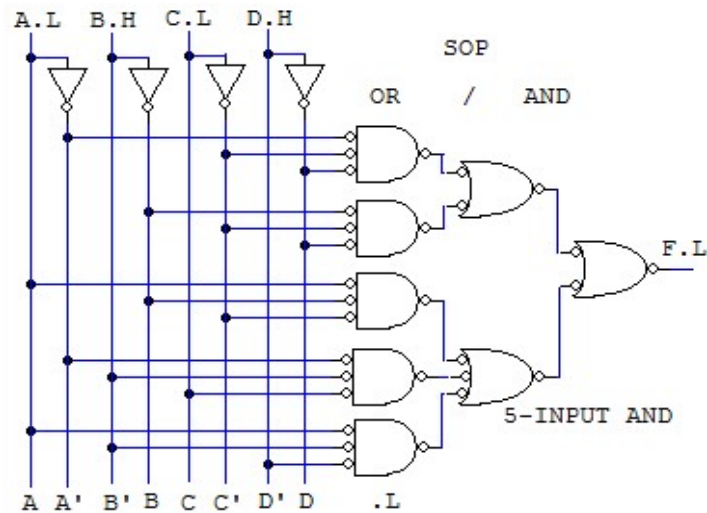 A.L B.H C.L D.H
SOP
OR / AND
F.L
5-INPUT AND
A A' B' B C C' D' D .L